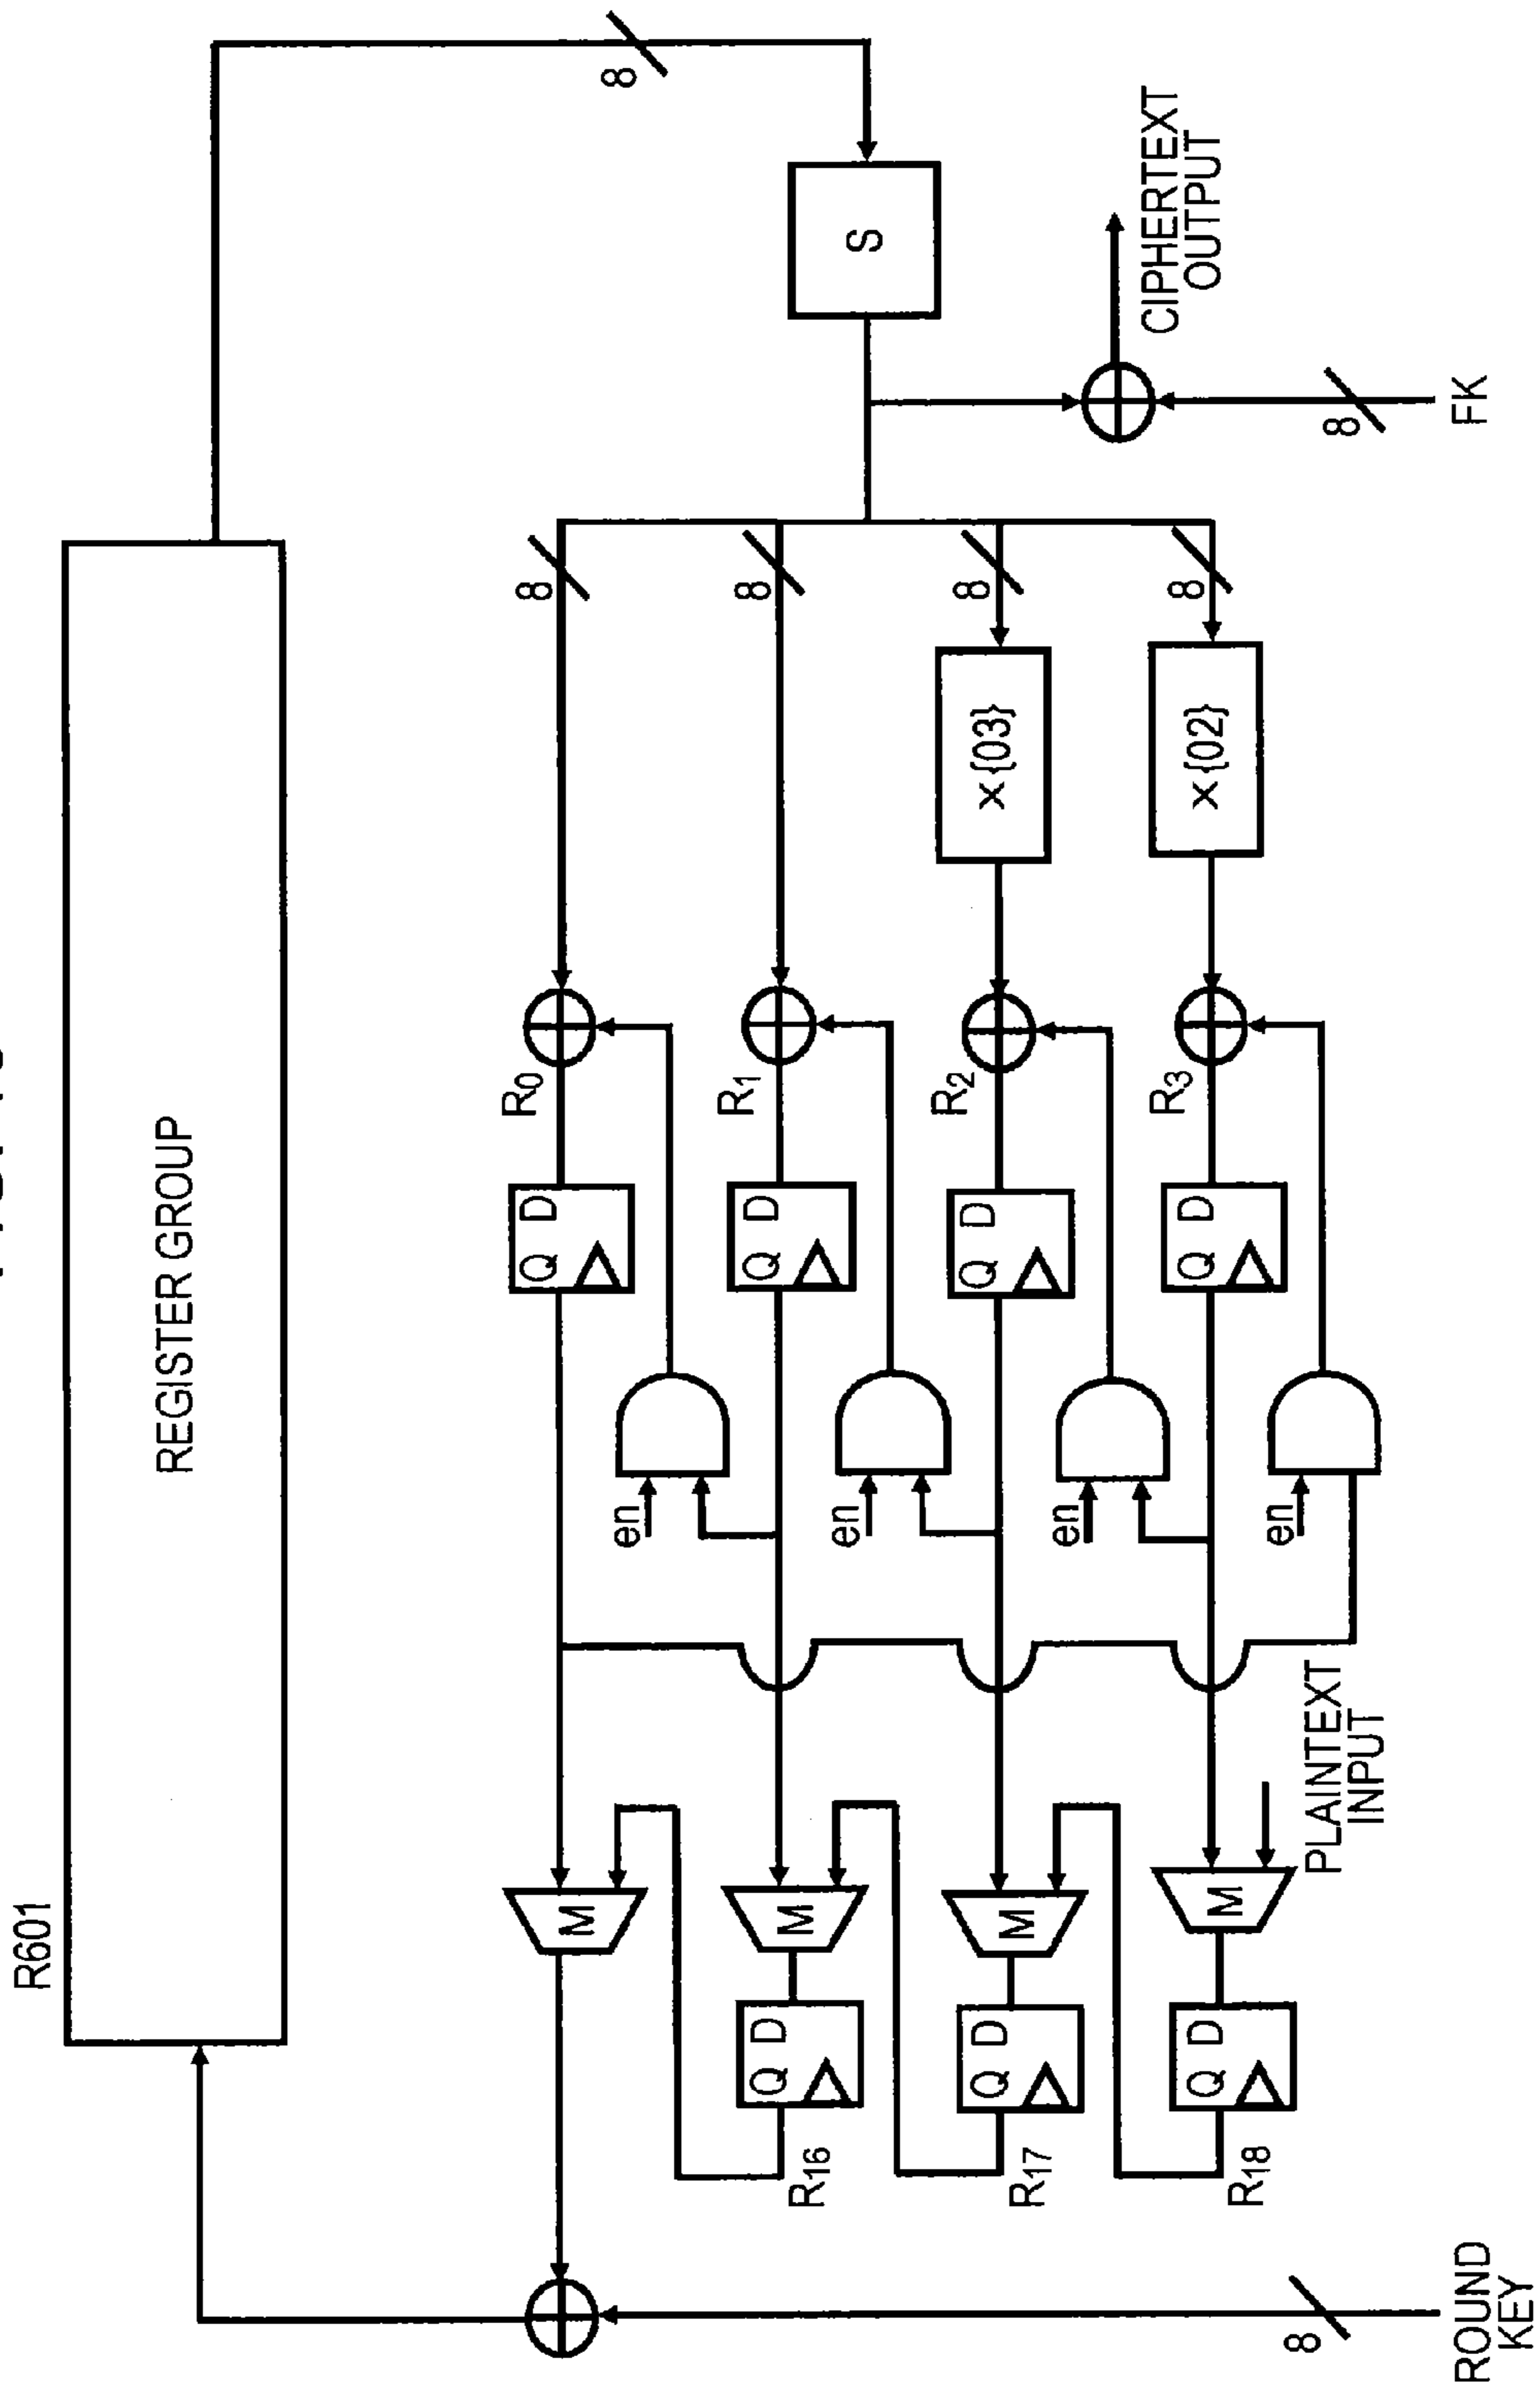 R601
REGISTER GROUP
8
S
CIPHERTEXT
OUTPUT
8
FK
8
8
8
8
x{03}
x{02}
R0
R1
R2
R3
Q D
Q D
Q D
Q D
en
en
en
en
PLAINTEXT
INPUT
M
M
M
M
Q D
Q D
Q D
R16
R17
R18
8
ROUND
KEY